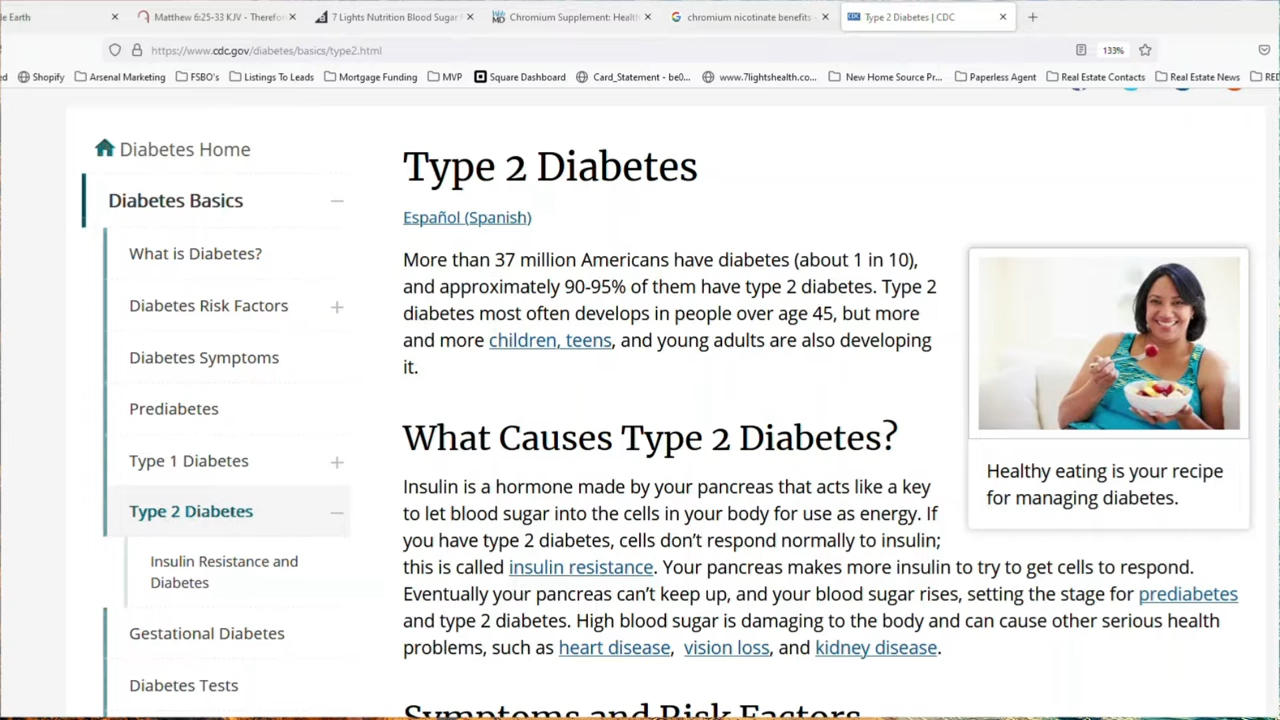 le Earth
Matthew 6:25-33 KJV - Therefo
7 Lights Nutrition Blood Sugar
Chromium Supplement: Healt
chromium nicotinate benefits -
Type 2 Diabetes | CDC
https://www.cdc.gov/diabetes/basics/type2.html
133%
Shopify
Arsenal Marketing
FSBO's
Listings To Leads
Mortgage Funding
MVP
Square Dashboard
Card_Statement - be0...
www.7lightshealth.co...
New Home Source Pr...
Paperless Agent
Real Estate Contacts
Real Estate News
Diabetes Home
Diabetes Basics
What is Diabetes?
Diabetes Risk Factors
Diabetes Symptoms
Prediabetes
Type 1 Diabetes
Type 2 Diabetes
Insulin Resistance and
Diabetes
Gestational Diabetes
Diabetes Tests
Type 2 Diabetes
Español (Spanish)
More than 37 million Americans have diabetes (about 1 in 10),
and approximately 90-95% of them have type 2 diabetes. Type 2
diabetes most often develops in people over age 45, but more
and more children, teens, and young adults are also developing
it.
Healthy eating is your recipe
for managing diabetes.
What Causes Type 2 Diabetes?
Insulin is a hormone made by your pancreas that acts like a key
to let blood sugar into the cells in your body for use as energy. If
you have type 2 diabetes, cells don't respond normally to insulin;
this is called insulin resistance. Your pancreas makes more insulin to try to get cells to respond.
Eventually your pancreas can't keep up, and your blood sugar rises, setting the stage for prediabetes
and type 2 diabetes. High blood sugar is damaging to the body and can cause other serious health
problems, such as heart disease, vision loss, and kidney disease.
Symptoms and Risk Factors